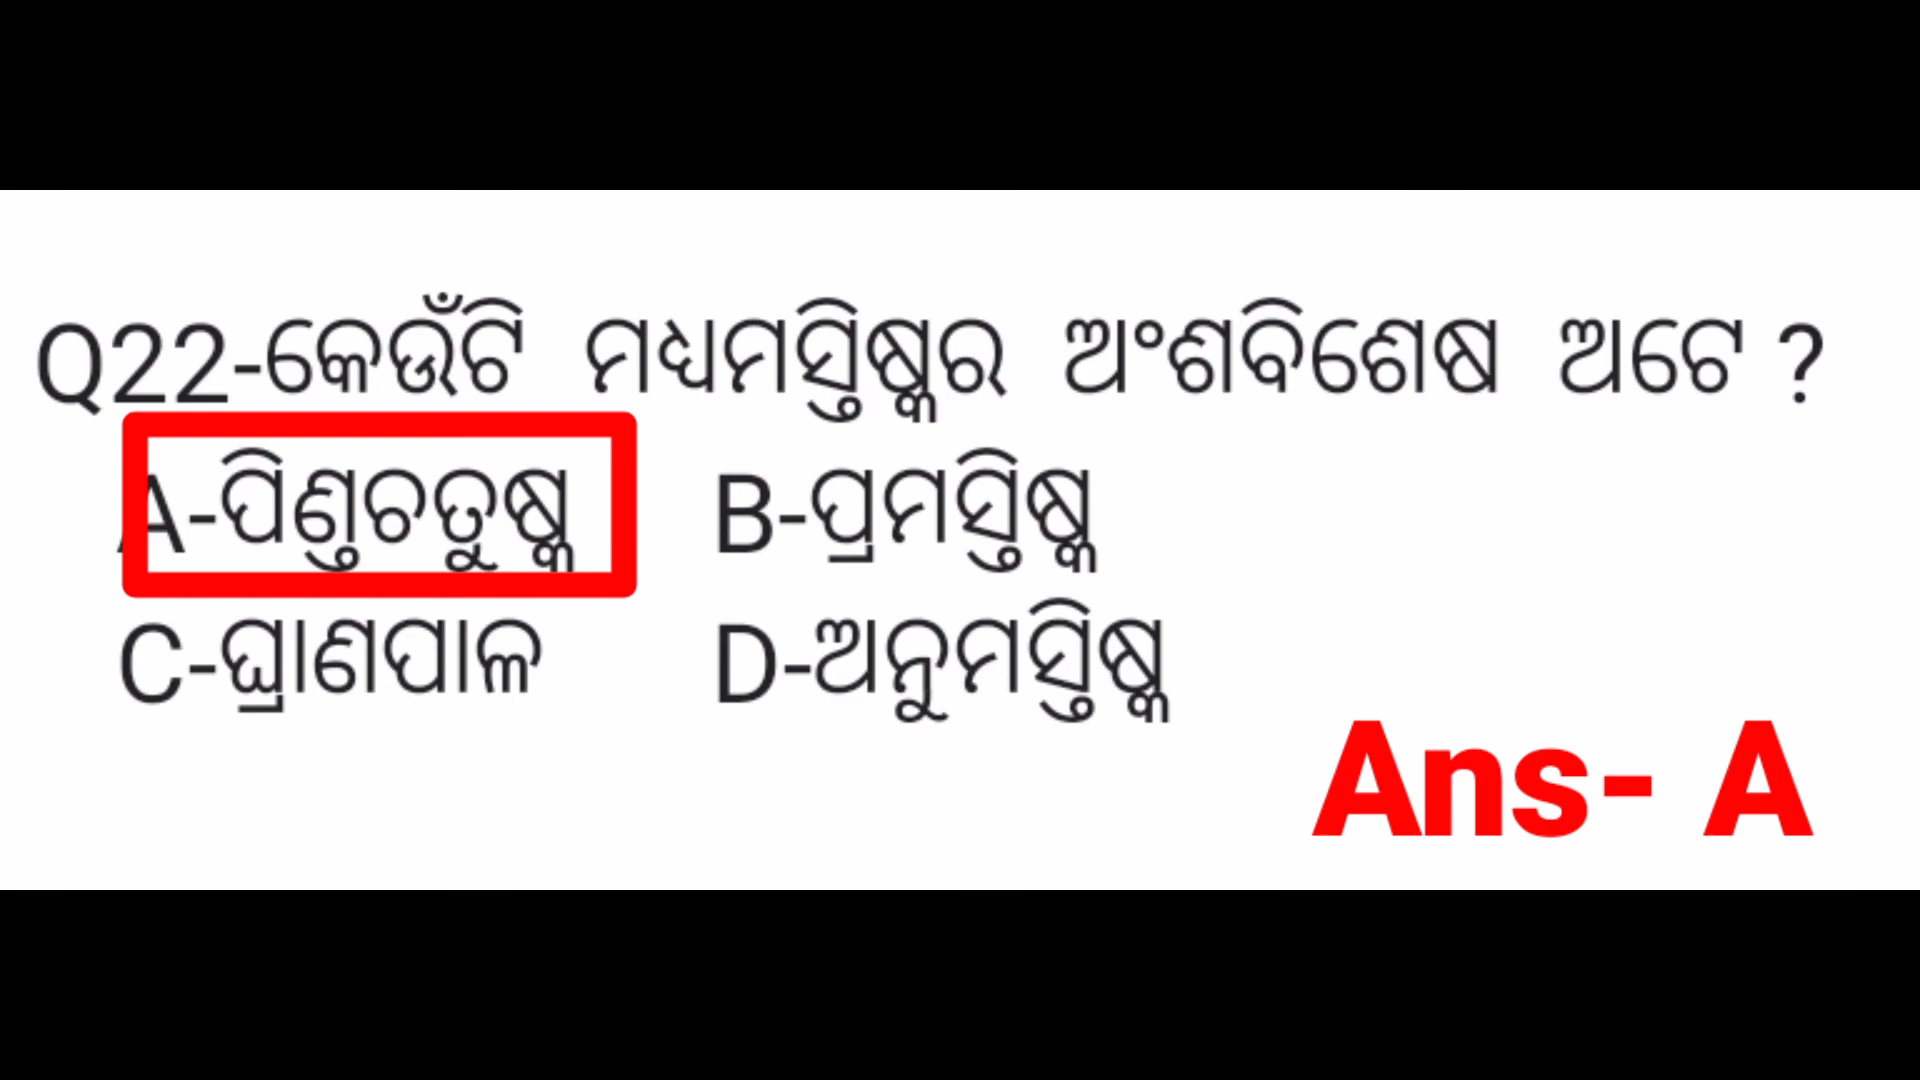 Q22-କେଉଁଟି ମଧ୍ୟମସ୍ତିଷ୍କର ଅଂଶବିଶେଷ ଅଟେ ?
A-ପିଣ୍ଡଚତୁଷ୍କ B-ପ୍ରମସ୍ତିଷ୍କ
C-ଘ୍ରାଣପାଳ D-ଅନୁମସ୍ତିଷ୍କ
Ans- A